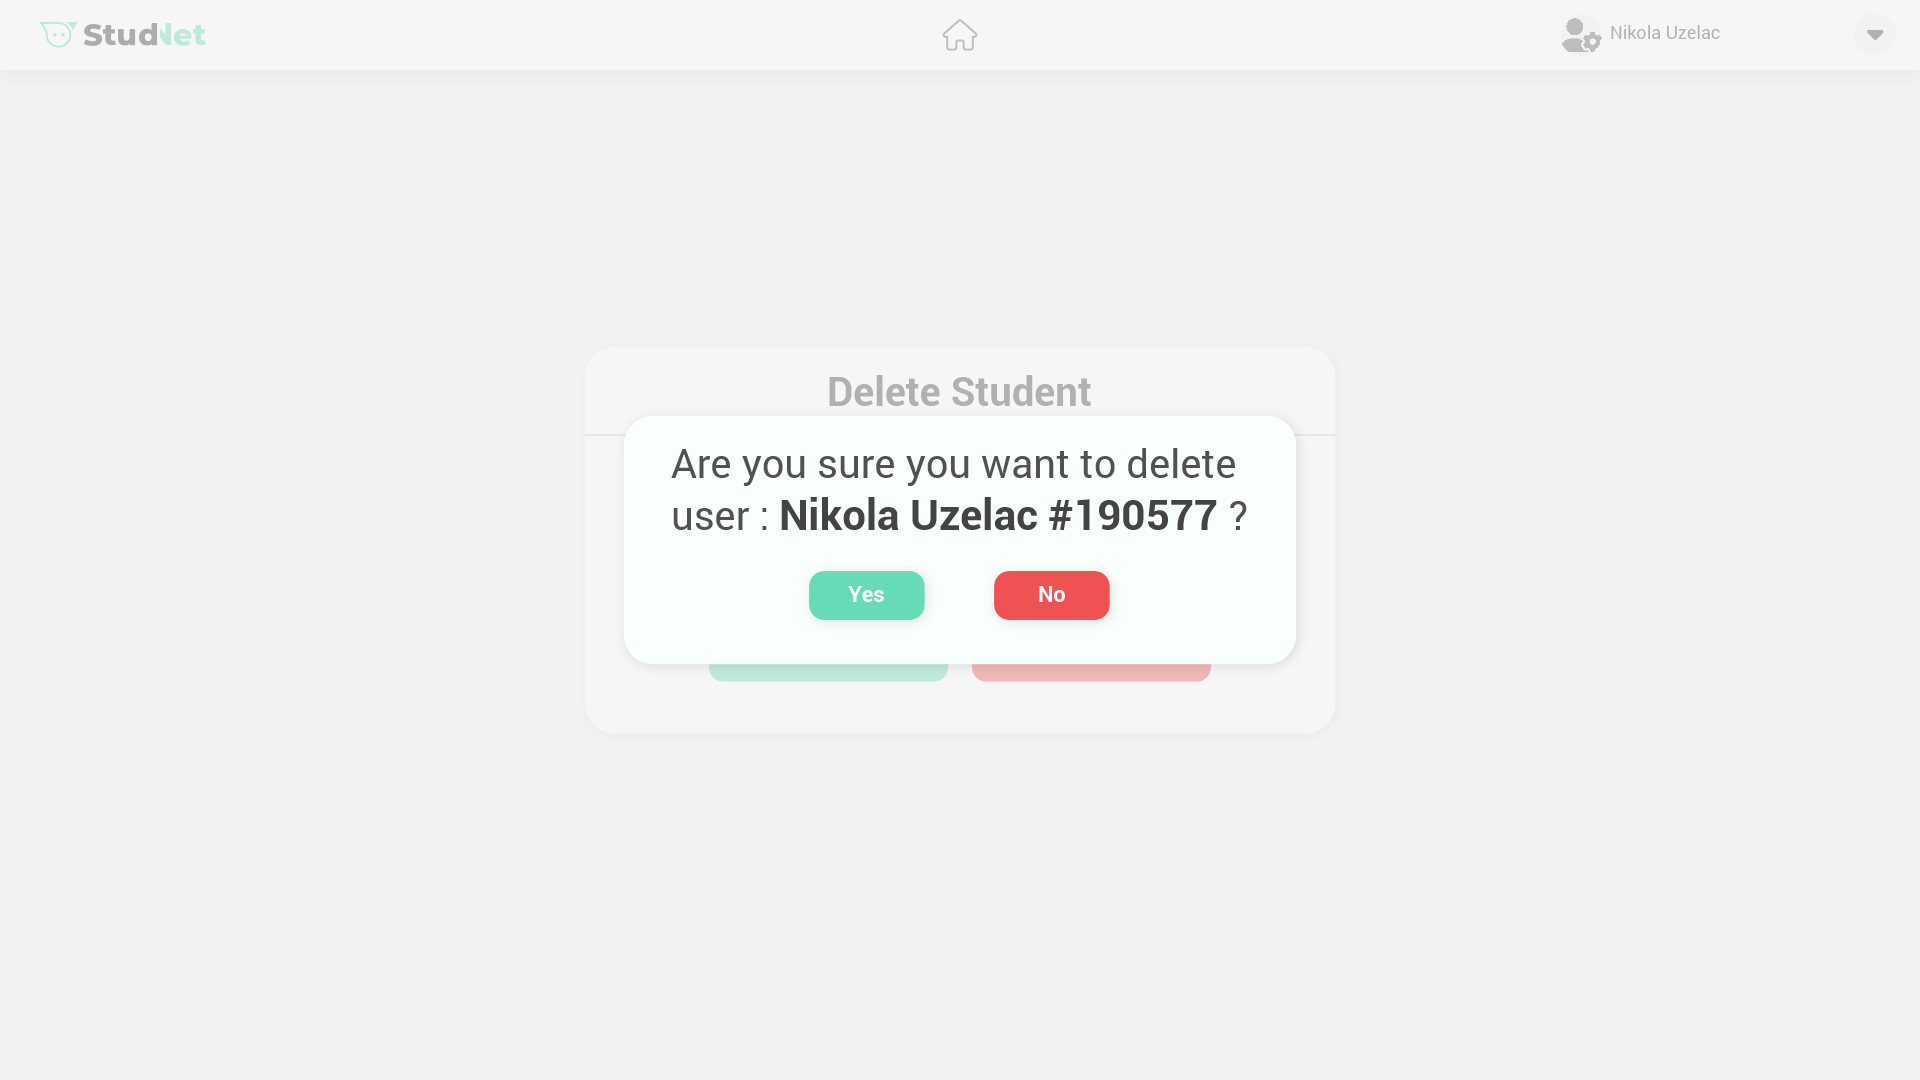 StudNet
Nikola Uzelac
Delete Student
Are you sure you want to delete
user : Nikola Uzelac #190577 ?
Yes
No